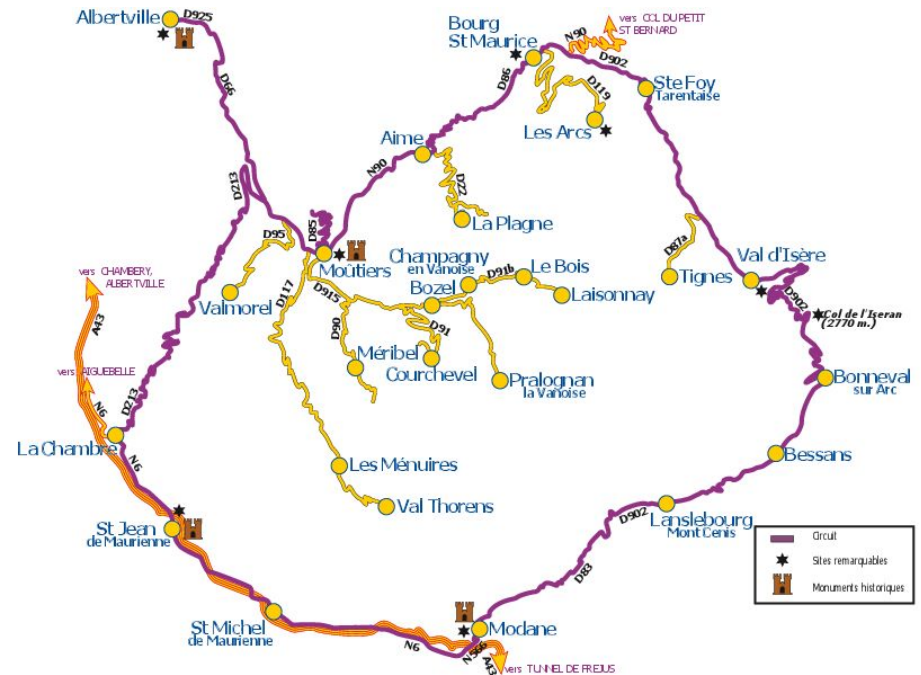 Albertville
D925
D66
Bourg
St Maurice
N90
vers COL DU PETIT
ST BERNARD
D902
D86
D119
Ste Foy
Tarentaise
Les Arcs
Aime
N90
D22
La Plagne
D213
D85
D95
Moûtiers
Valmorel
D117
D915
Champagny
en Vanoise
D91b
Le Bois
Bozel
Laisonnay
D90
D91
Méribel
Courchevel
Pralognan
la Vanoise
D87a
Tignes
Val d'Isère
D902
Col de l'Iseran
(2770 m.)
Bonneval
sur Arc
vers CHAMBERY,
ALBERTVILLE
A43
vers AIGUEBELLE
N6
D213
La Chambre
N6
Les Ménuires
Val Thorens
Bessans
Lanslebourg
Mont Cenis
D902
D83
St Jean
de Maurienne
St Michel
de Maurienne
N6
Modane
N566
A43
vers TUNNEL DE FREJUS
Circuit
Sites remarquables
Monuments historiques